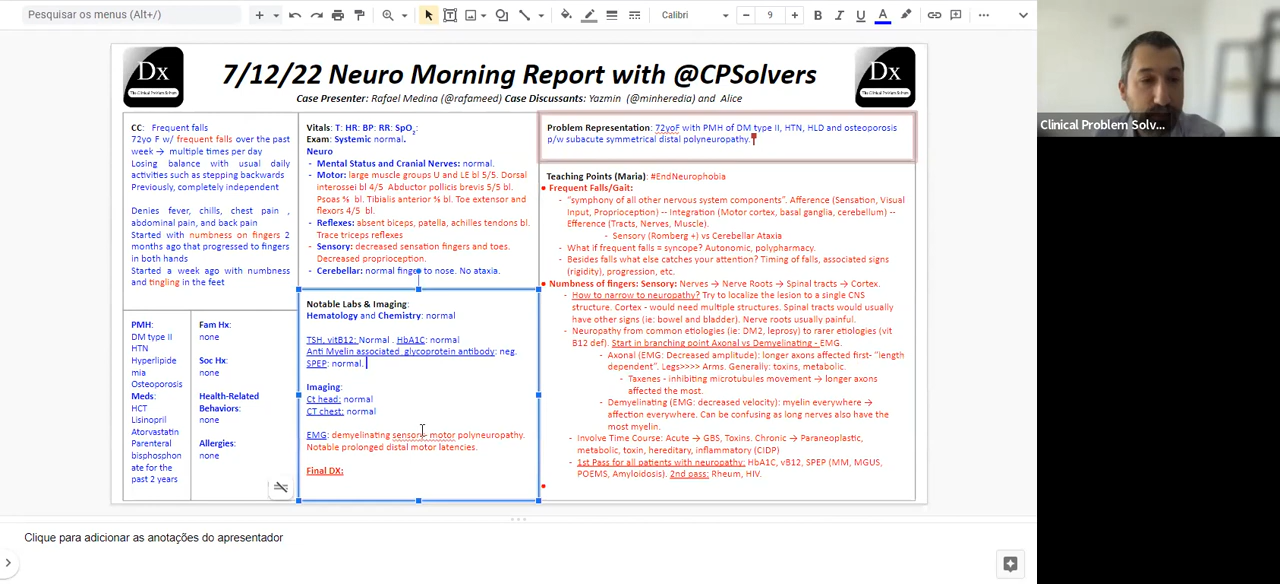 Pesquisar os menus (Alt+/)
Calibri
9
B I U A
Clinical Problem Solv...
Dx
The Clinical Problem Solvers
7/12/22 Neuro Morning Report with @CPSolvers
Case Presenter: Rafael Medina (@rafameed) Case Discussants: Yazmin (@minheredia) and Alice
Dx
The Clinical Problem Solvers
CC: Frequent falls
72yo F w/ frequent falls over the past
week → multiple times per day
Losing balance with usual daily
activities such as stepping backwards
Previously, completely independent
Denies fever, chills, chest pain ,
abdominal pain, and back pain
Started with numbness on fingers 2
months ago that progressed to fingers
in both hands
Started a week ago with numbness
and tingling in the feet
PMH:
DM type II
HTN
Hyperlipide
mia
Osteoporosis
Meds:
HCT
Lisinopril
Atorvastatin
Parenteral
bisphosphon
ate for the
past 2 years
Fam Hx:
none
Soc Hx:
none
Health-Related
Behaviors:
none
Allergies:
none
Vitals: T: HR: BP: RR: SpO2:
Exam: Systemic normal.
Neuro
- Mental Status and Cranial Nerves: normal.
- Motor: large muscle groups U and LE bl 5/5. Dorsal
interossei bl 4/5 Abductor pollicis brevis 5/5 bl.
Psoas ⅘ bl. Tibialis anterior ⅘ bl. Toe extensor and
flexors 4/5 bl.
- Reflexes: absent biceps, patella, achilles tendons bl.
Trace triceps reflexes
- Sensory: decreased sensation fingers and toes.
Decreased proprioception.
- Cerebellar: normal finger to nose. No ataxia.
Notable Labs & Imaging:
Hematology and Chemistry: normal
TSH, vitB12: Normal . HbA1C: normal
Anti Myelin associated glycoprotein antibody: neg.
SPEP: normal.
Imaging:
Ct head: normal
CT chest: normal
EMG: demyelinating sensory motor polyneuropathy.
Notable prolonged distal motor latencies.
Final DX:
Problem Representation: 72yoF with PMH of DM type II, HTN, HLD and osteoporosis
p/w subacute symmetrical distal polyneuropathy.
Teaching Points (Maria): #EndNeurophobia
● Frequent Falls/Gait:
- "symphony of all other nervous system components". Afference (Sensation, Visual
Input, Proprioception) -- Integration (Motor cortex, basal ganglia, cerebellum) --
Efference (Tracts, Nerves, Muscle).
- Sensory (Romberg +) vs Cerebellar Ataxia
- What if frequent falls = syncope? Autonomic, polypharmacy.
- Besides falls what else catches your attention? Timing of falls, associated signs
(rigidity), progression, etc.
● Numbness of fingers: Sensory: Nerves → Nerve Roots → Spinal tracts → Cortex.
- How to narrow to neuropathy? Try to localize the lesion to a single CNS
structure. Cortex - would need multiple structures. Spinal tracts would usually
have other signs (ie: bowel and bladder). Nerve roots usually painful.
- Neuropathy from common etiologies (ie: DM2, leprosy) to rarer etiologies (vit
B12 def). Start in branching point Axonal vs Demyelinating - EMG.
- Axonal (EMG: Decreased amplitude): longer axons affected first- "length
dependent". Legs>>>> Arms. Generally: toxins, metabolic.
- Taxenes - inhibiting microtubules movement → longer axons
affected the most.
- Demyelinating (EMG: decreased velocity): myelin everywhere →
affection everywhere. Can be confusing as long nerves also have the
most myelin.
- Involve Time Course: Acute → GBS, Toxins. Chronic → Paraneoplastic,
metabolic, toxin, hereditary, inflammatory (CIDP)
- 1st Pass for all patients with neuropathy: HbA1C, vB12, SPEP (MM, MGUS,
POEMS, Amyloidosis). 2nd pass: Rheum, HIV.
Clique para adicionar as anotações do apresentador